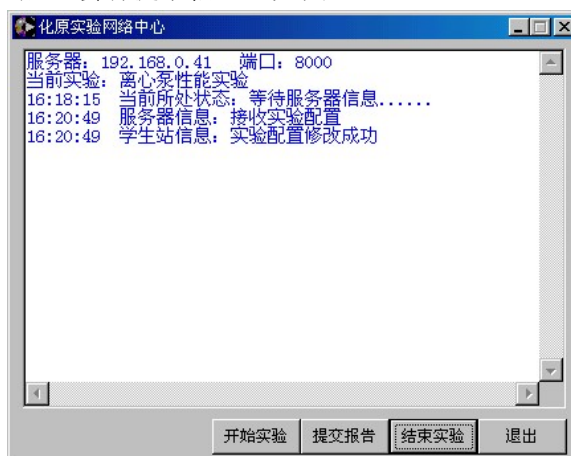 化原实验网络中心
服务器：192.168.0.41 端口：8000
当前实验：离心泵性能实验
16:18:15 当前所处状态：等待服务器信息......
16:20:49 服务器信息：接收实验配置
16:20:49 学生站信息：实验配置修改成功
开始实验 提交报告 结束实验 退出